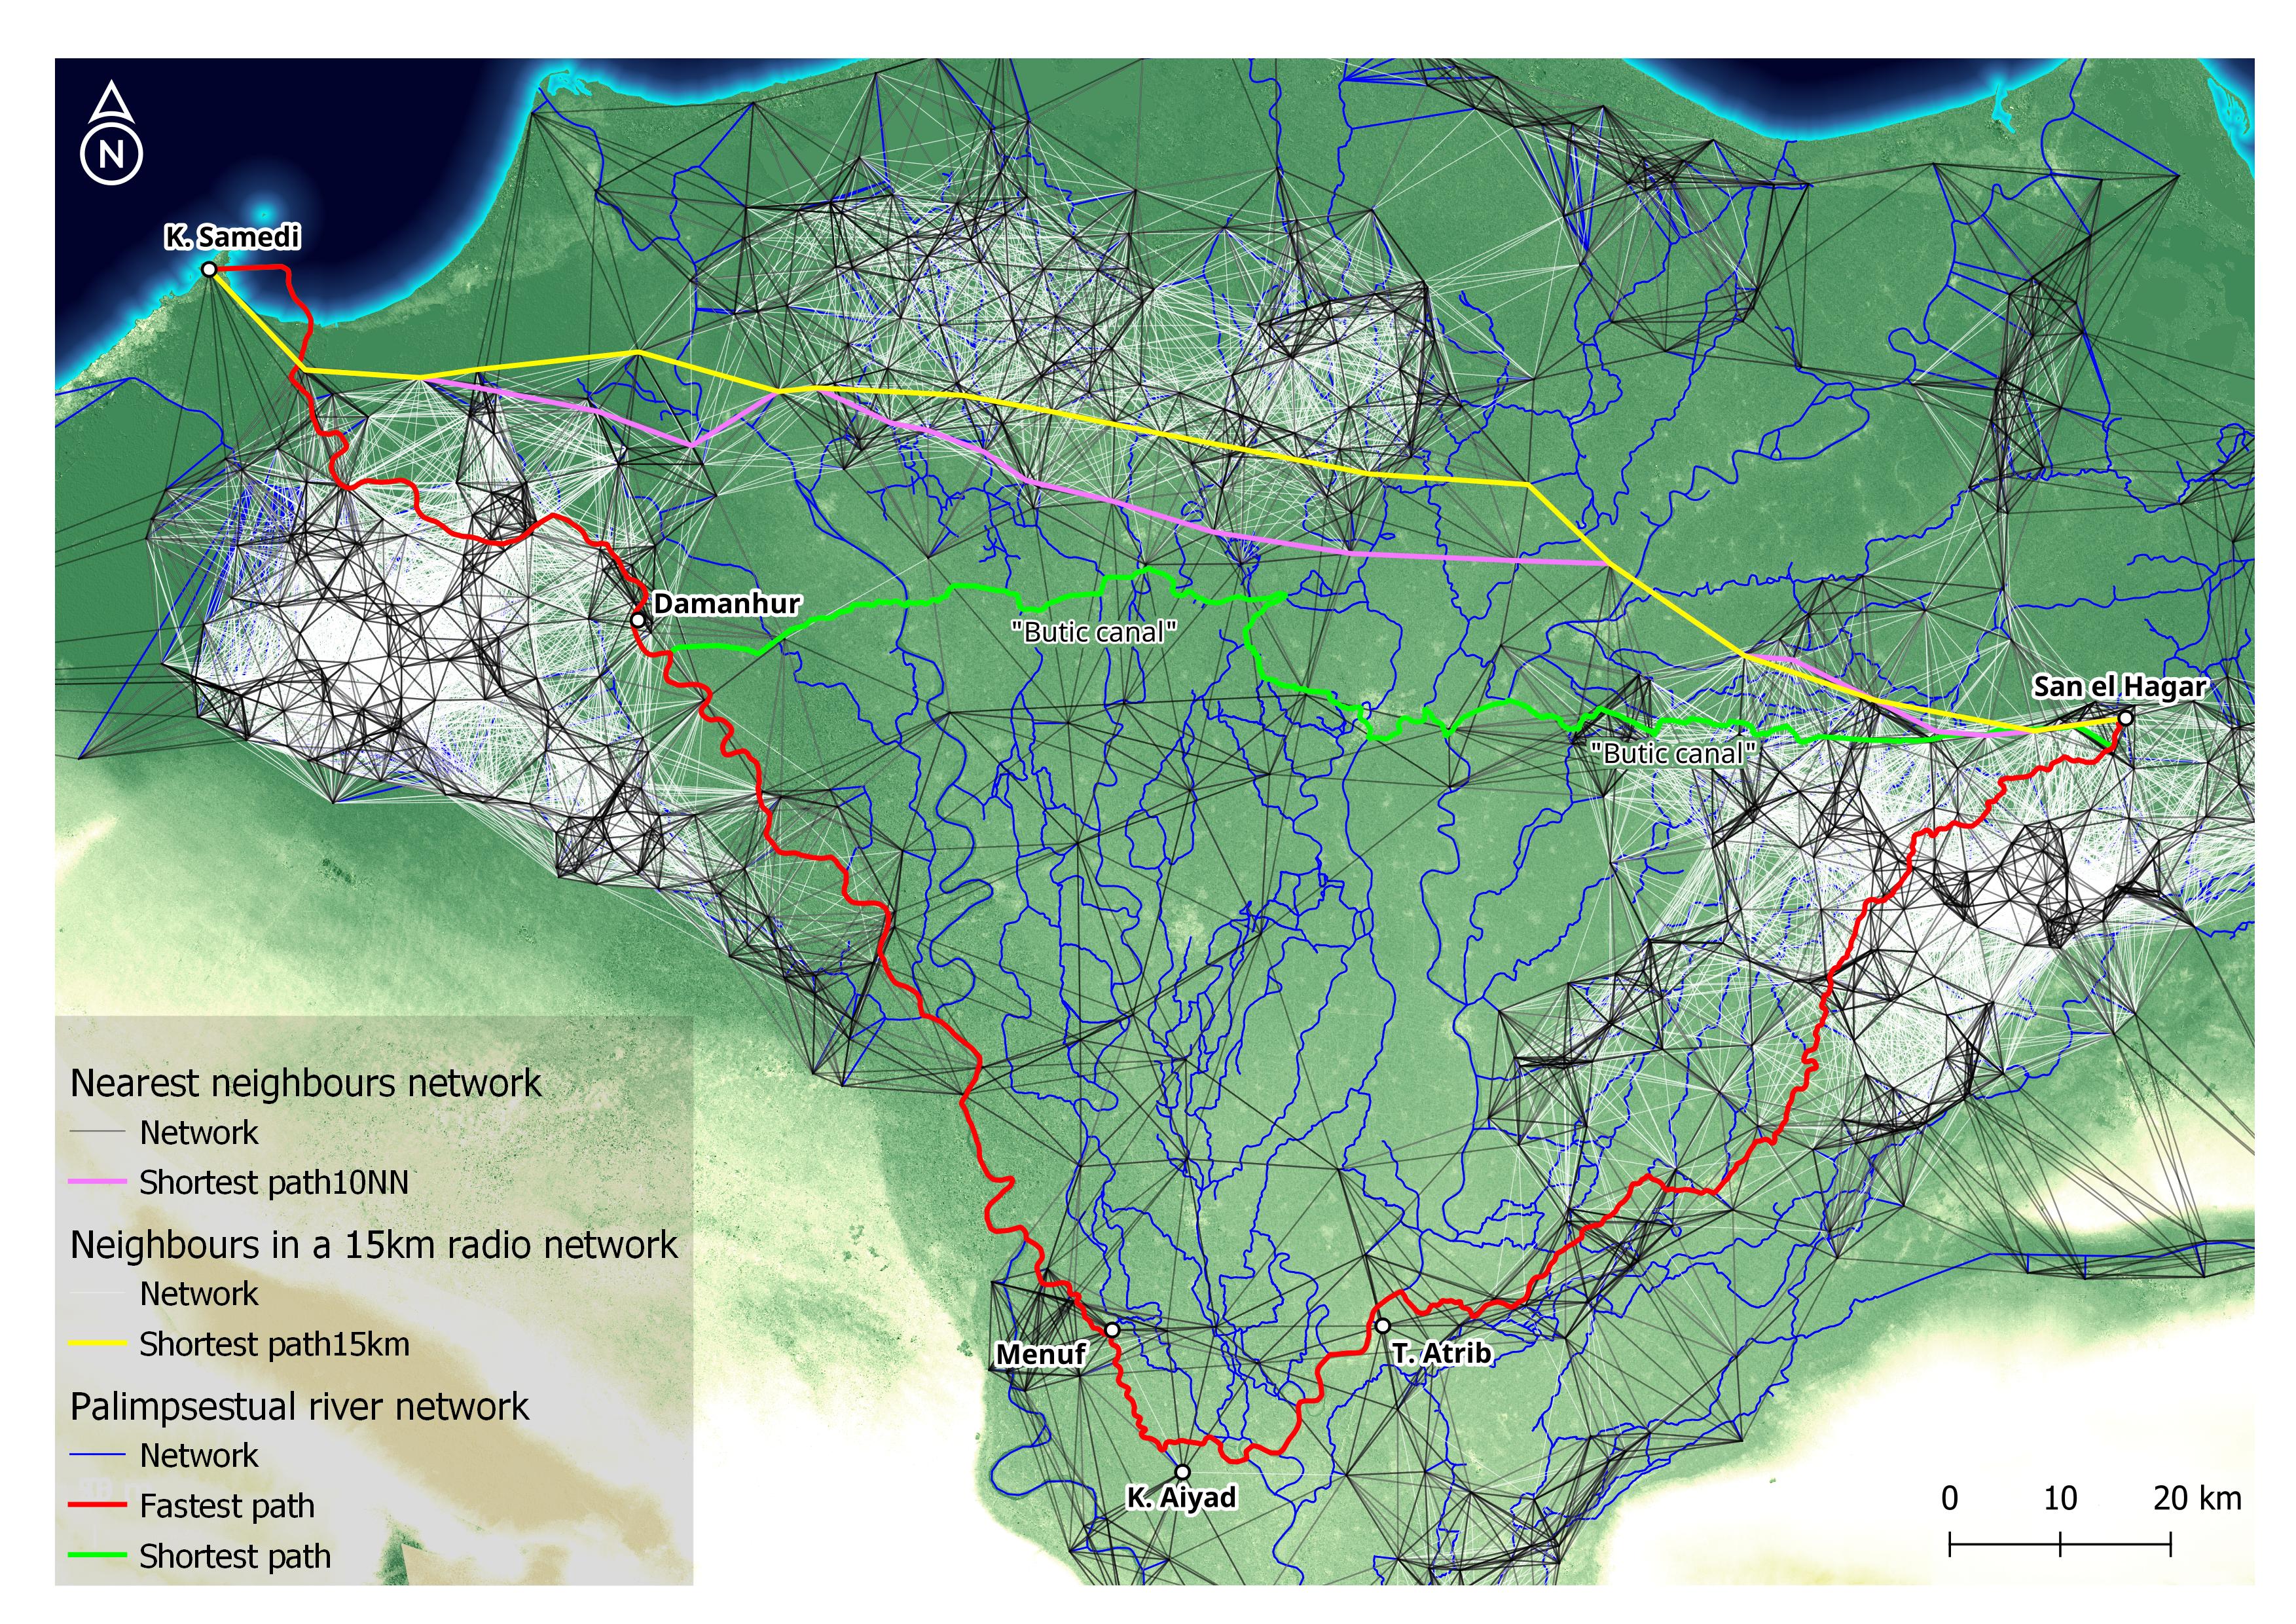 N
K. Samedi
Damanhur
"Butic canal"
San el Hagar
"Butic canal"
Menuf
T. Atrib
K. Aiyad
Nearest neighbours network
Network
Shortest path10NN
Neighbours in a 15km radio network
Network
Shortest path15km
Palimpsestual river network
Network
Fastest path
Shortest path
0 10 20 km